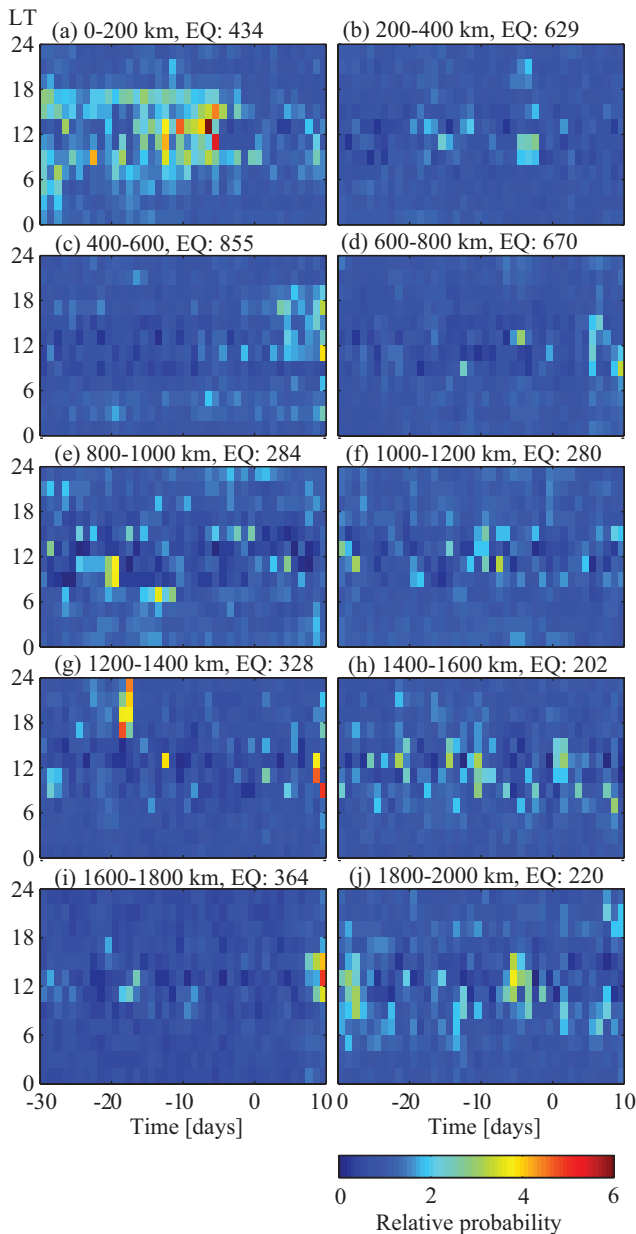 LT
(a) 0-200 km, EQ: 434
(b) 200-400 km, EQ: 629
24
18
12
6
0
(c) 400-600, EQ: 855
(d) 600-800 km, EQ: 670
24
18
12
6
0
(e) 800-1000 km, EQ: 284
(f) 1000-1200 km, EQ: 280
24
18
12
6
0
(g) 1200-1400 km, EQ: 328
(h) 1400-1600 km, EQ: 202
24
18
12
6
0
(i) 1600-1800 km, EQ: 364
(j) 1800-2000 km, EQ: 220
24
18
12
6
0
-30 -20 -10 0 10 0 -20 -10 0 10
Time [days] Time [days]
0 2 4 6
Relative probability